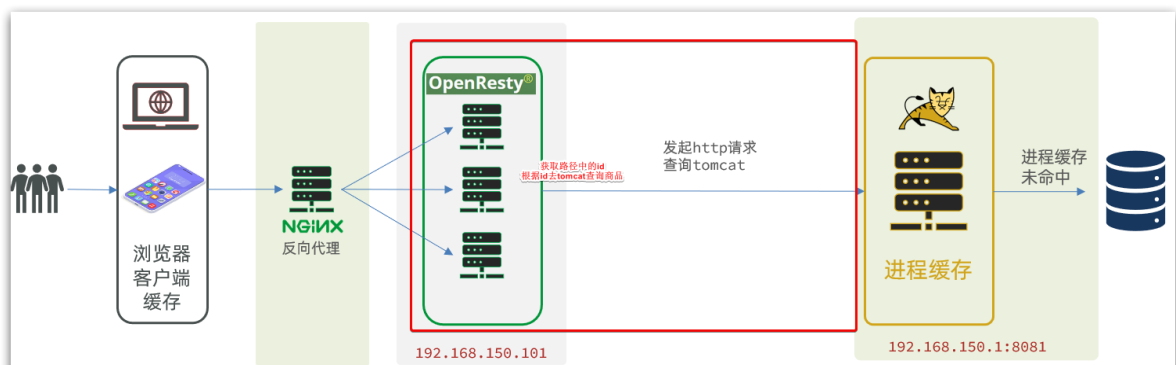 浏览器
客户端
缓存
NGINX
反向代理
OpenResty®
192.168.150.101
获取路径中的id
根据id去tomcat查询商品
发起http请求
查询tomcat
进程缓存
192.168.150.1:8081
进程缓存
未命中